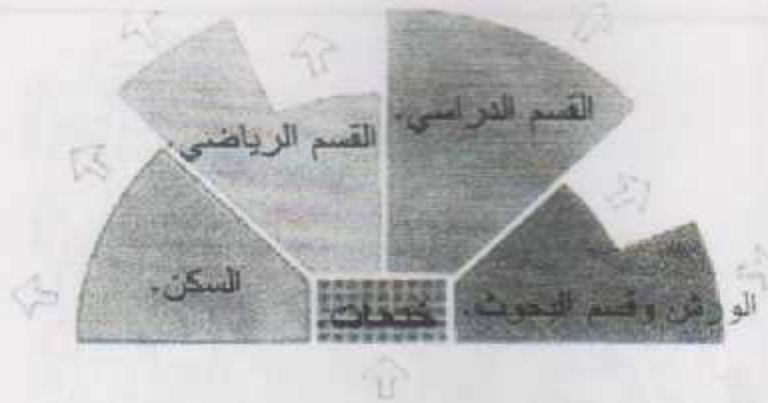 القسم الدراسي.
القسم الرياضي.
السكن.
الورش وقسم البحوث.
خدمات